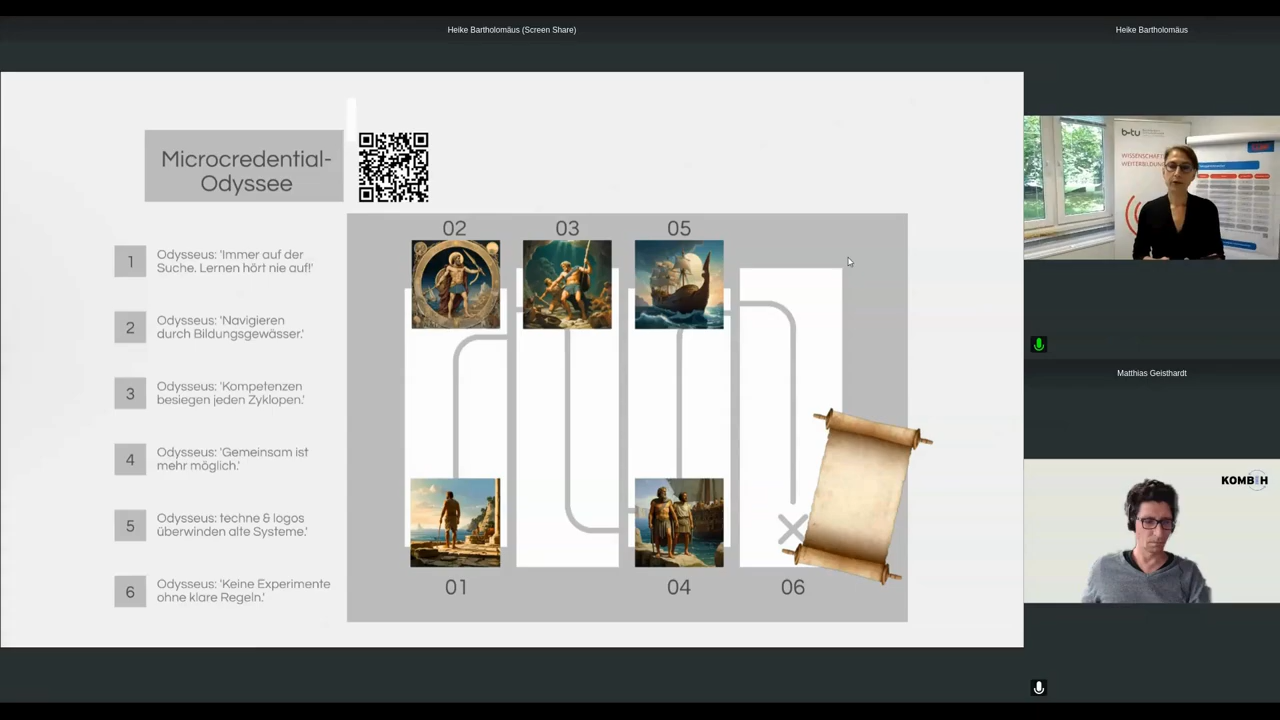 Heike Bartholomäus (Screen Share)
Heike Bartholomäus
Microcredential-
Odyssee
1
Odysseus: 'Immer auf der
Suche. Lernen hört nie auf!'
2
Odysseus: 'Navigieren
durch Bildungsgewässer.'
3
Odysseus: 'Kompetenzen
besiegen jeden Zyklopen.'
4
Odysseus: 'Gemeinsam ist
mehr möglich.'
5
Odysseus: techne & logos
überwinden alte Systeme.'
6
Odysseus: 'Keine Experimente
ohne klare Regeln.'
02
03
05
01
04
06
b-tu
Matthias Geisthardt